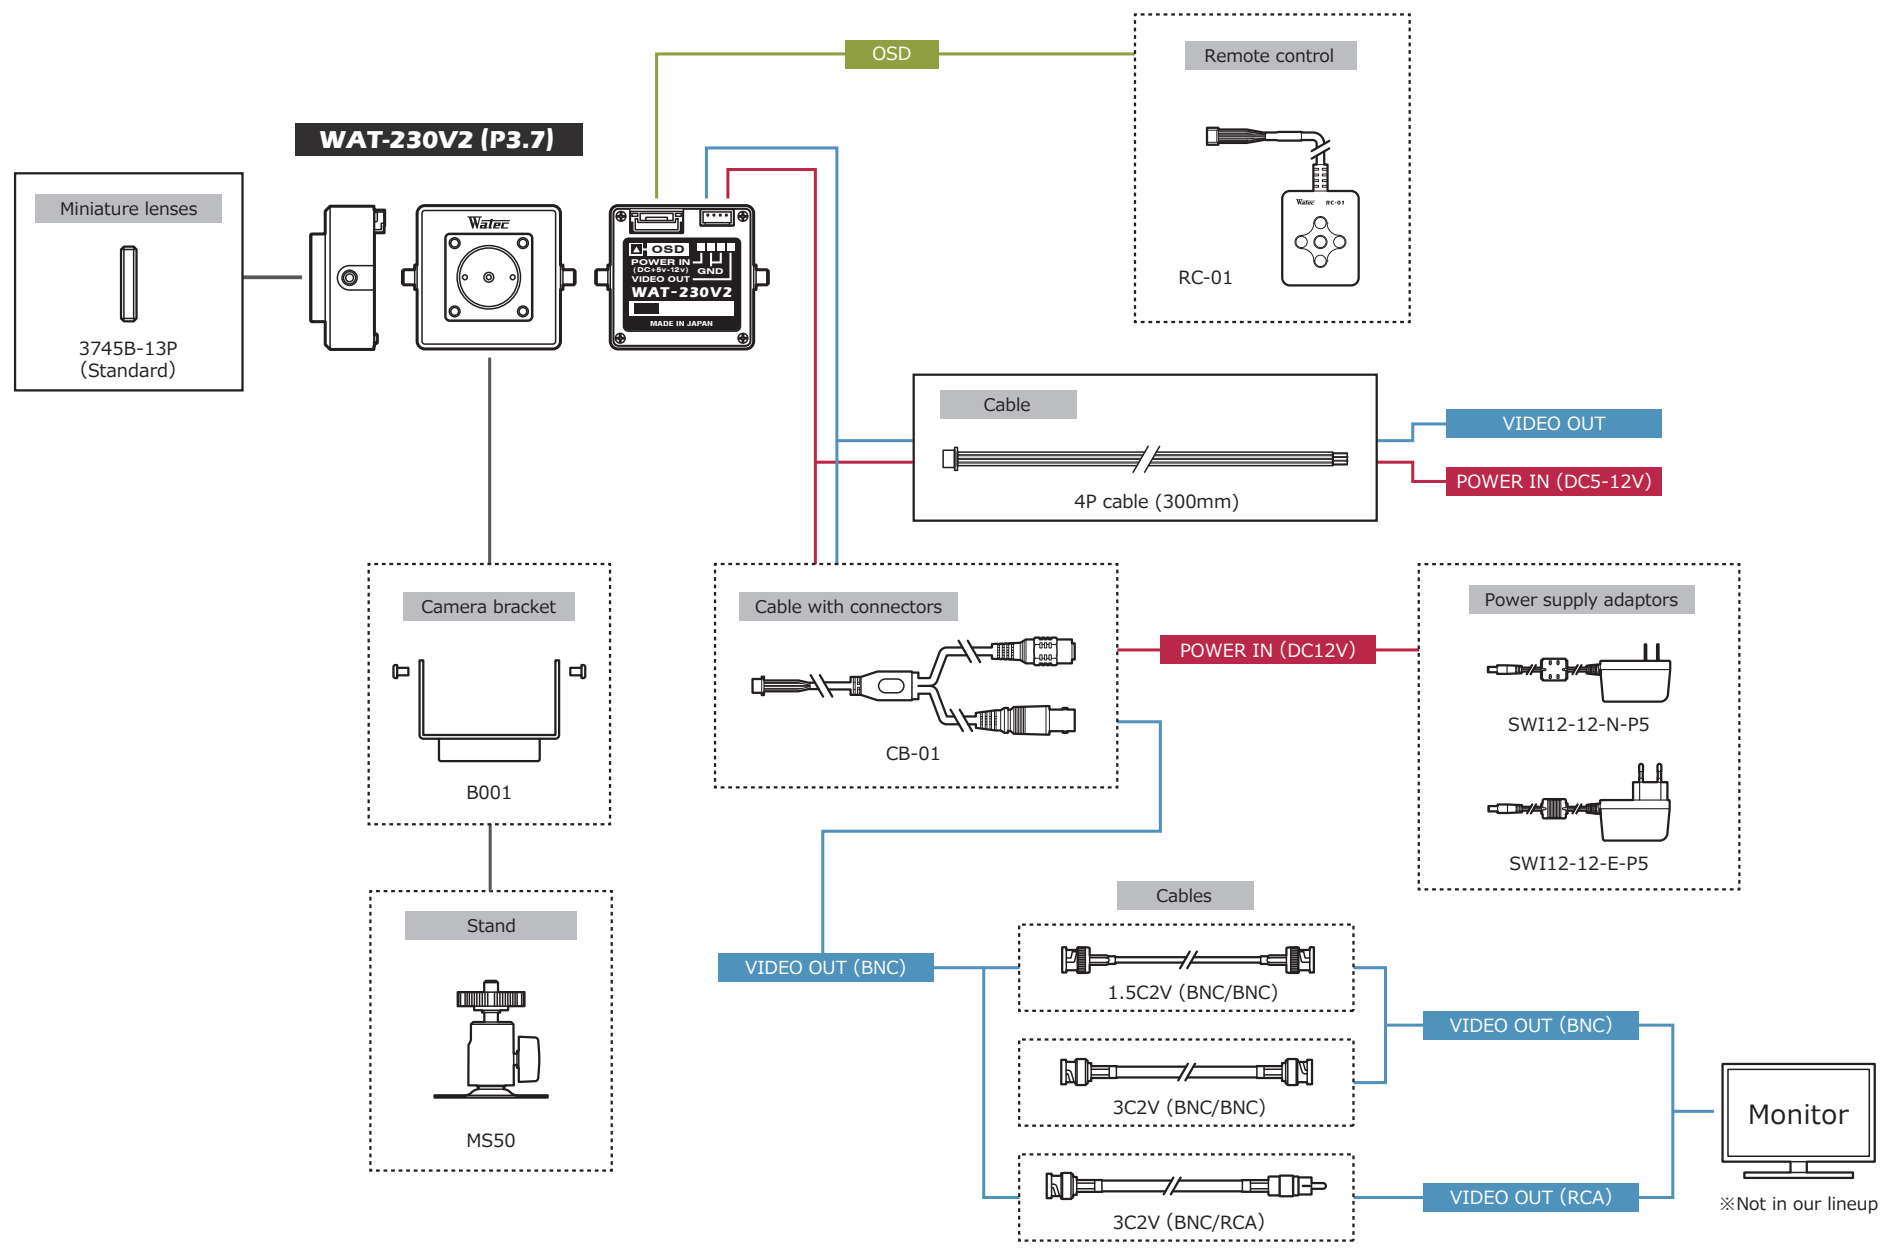 OSD
Remote control
Watec RC-01
RC-01
WAT-230V2 (P3.7)
Miniature lenses
3745B-13P
(Standard)
Watec
OSD
POWER IN
(DC+5v-12v)
GND
VIDEO OUT
WAT-230V2
MADE IN JAPAN
Cable
4P cable (300mm)
VIDEO OUT
POWER IN (DC5-12V)
Camera bracket
B001
Cable with connectors
CB-01
POWER IN (DC12V)
Power supply adaptors
SWI12-12-N-P5
SWI12-12-E-P5
Stand
MS50
VIDEO OUT (BNC)
Cables
1.5C2V (BNC/BNC)
3C2V (BNC/BNC)
3C2V (BNC/RCA)
VIDEO OUT (BNC)
VIDEO OUT (RCA)
Monitor
※Not in our lineup